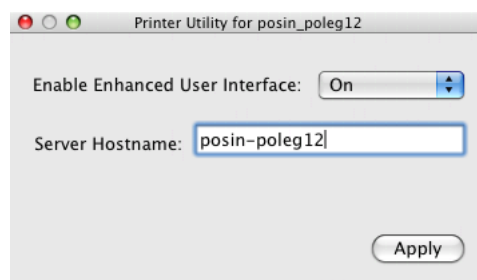 Printer Utility for posin_poleg12
Enable Enhanced User Interface: On
Server Hostname: posin-poleg12
Apply